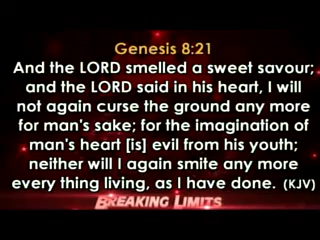 Genesis 8:21
And the LORD smelled a sweet savour;
and the LORD said in his heart, I will
not again curse the ground any more
for man's sake; for the imagination of
man's heart [is] evil from his youth;
neither will I again smite any more
every thing living, as I have done. (KJV)
BREAKING LIMITS